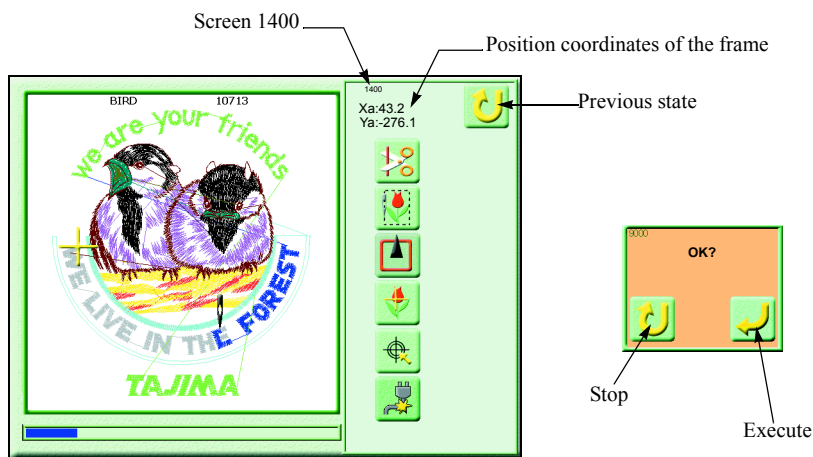 Screen 1400
Position coordinates of the frame
1400
Xa:43.2
Ya:-276.1
Previous state
BIRD 10713
we are your friends
WE LIVE IN THE FOREST
TAJIMA
9000
OK?
Stop
Execute